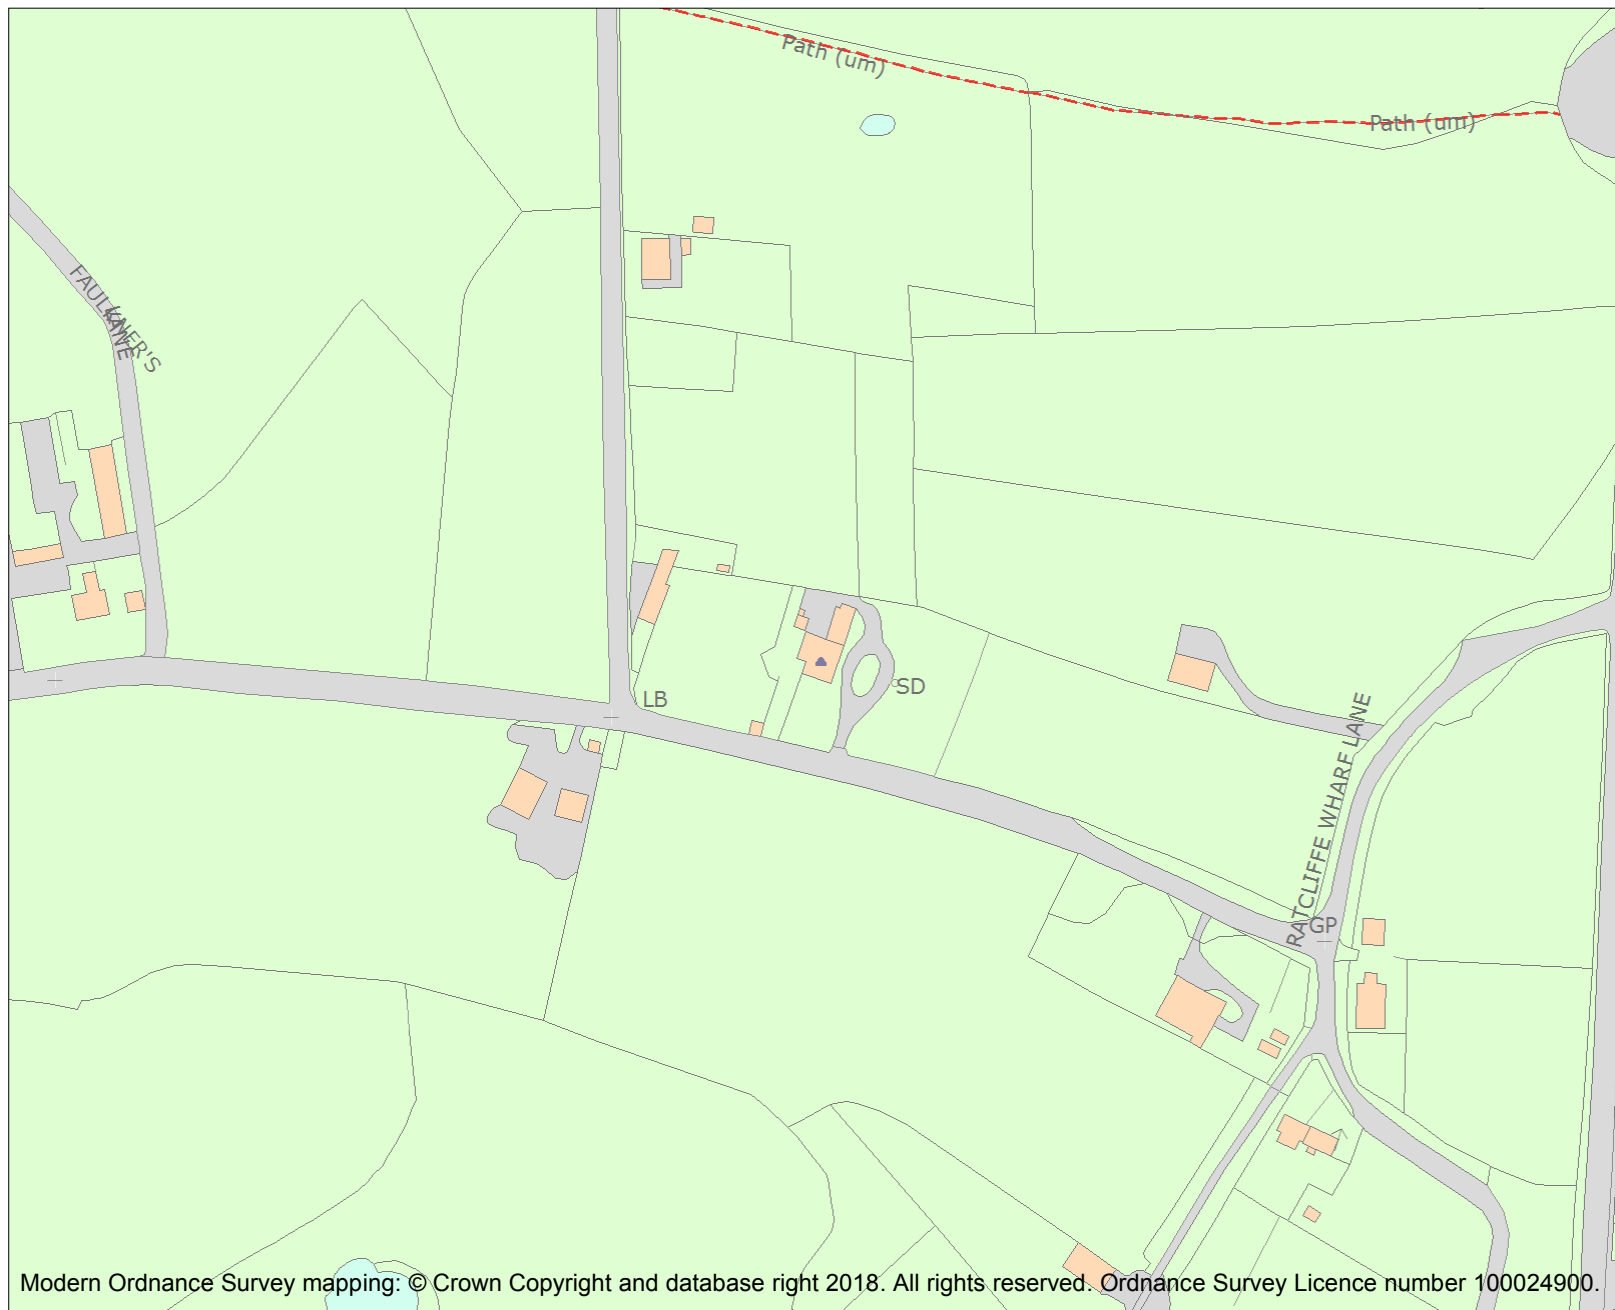 Path (um)
Path (um)
FAULKNER'S
LANE
LB
SD
RATCLIFFE WHARF LANE
GP
Modern Ordnance Survey mapping: © Crown Copyright and database right 2018. All rights reserved. Ordnance Survey Licence number 100024900.